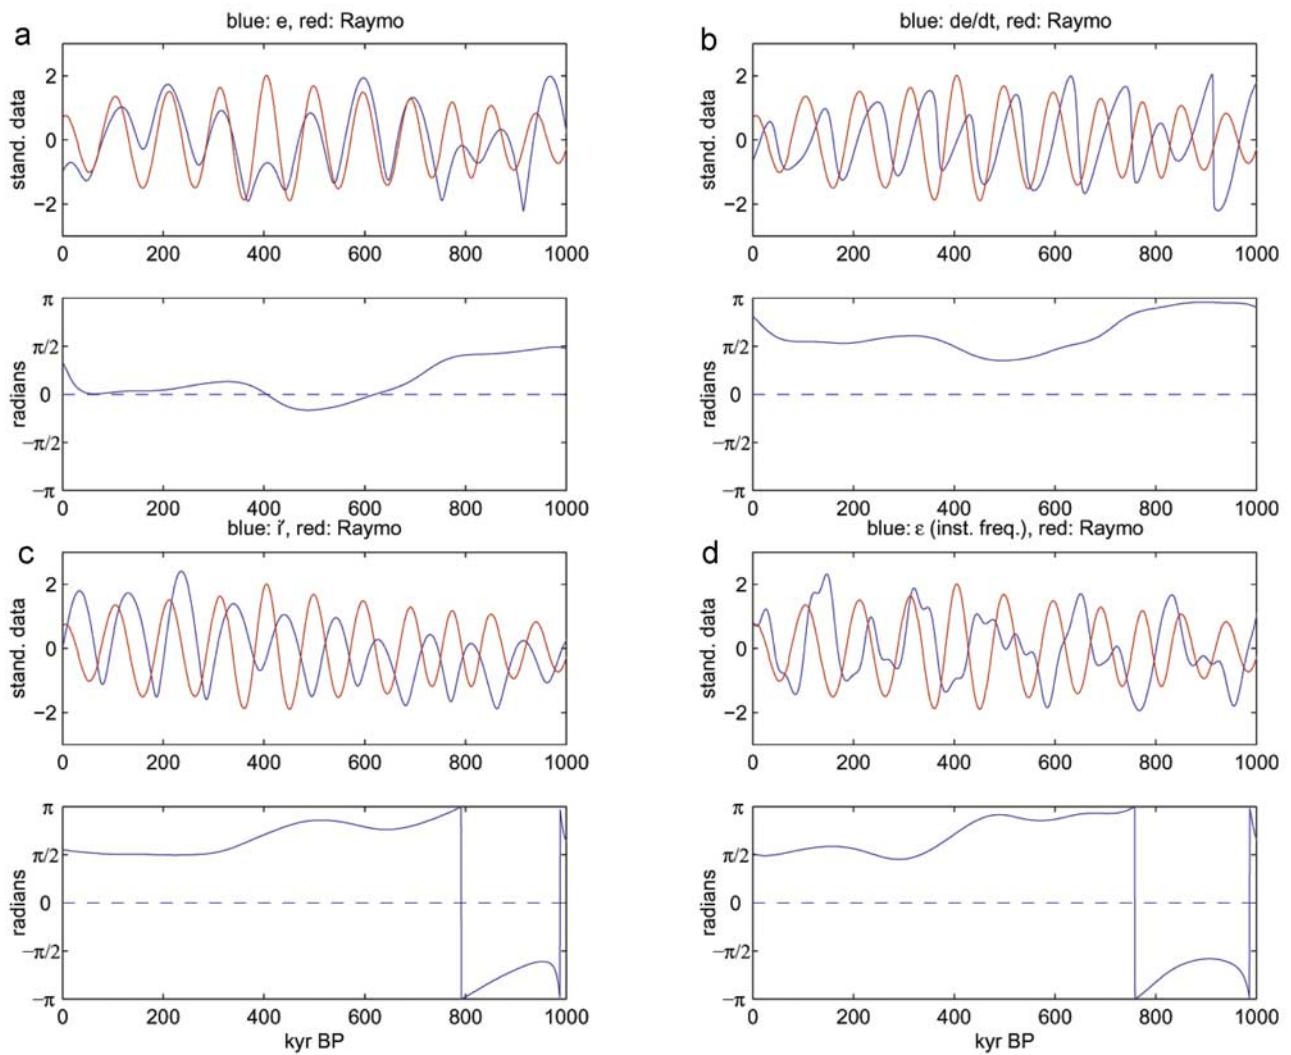 a
blue: e, red: Raymo
stand. data
2
0
−2
0 200 400 600 800 1000
radians
π
π/2
0
−π/2
−π
0 200 400 600 800 1000
b
blue: de/dt, red: Raymo
stand. data
2
0
−2
0 200 400 600 800 1000
radians
π
π/2
0
−π/2
−π
0 200 400 600 800 1000
c
blue: i', red: Raymo
stand. data
2
0
−2
0 200 400 600 800 1000
radians
π
π/2
0
−π/2
−π
0 200 400 600 800 1000
kyr BP
d
blue: ε (inst. freq.), red: Raymo
stand. data
2
0
−2
0 200 400 600 800 1000
radians
π
π/2
0
−π/2
−π
0 200 400 600 800 1000
kyr BP